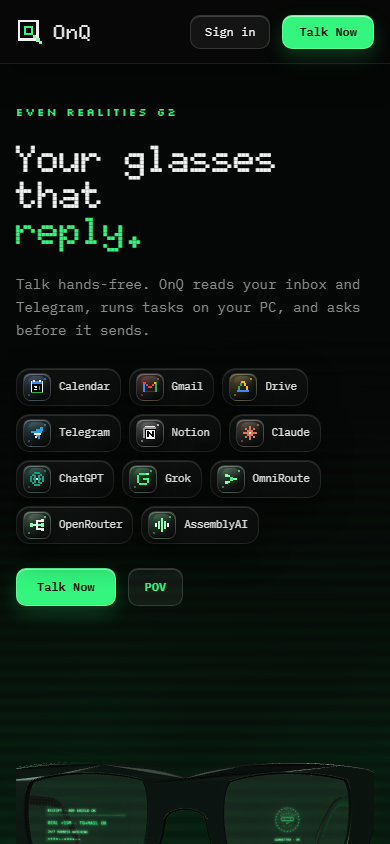 OnQ
Sign in
Talk Now
EVEN REALITIES G2
Your glasses
that
reply.
Talk hands-free. OnQ reads your inbox and
Telegram, runs tasks on your PC, and asks
before it sends.
Calendar
Gmail
Drive
Telegram
Notion
Claude
ChatGPT
Grok
OmniRoute
OpenRouter
AssemblyAI
Talk Now
POV